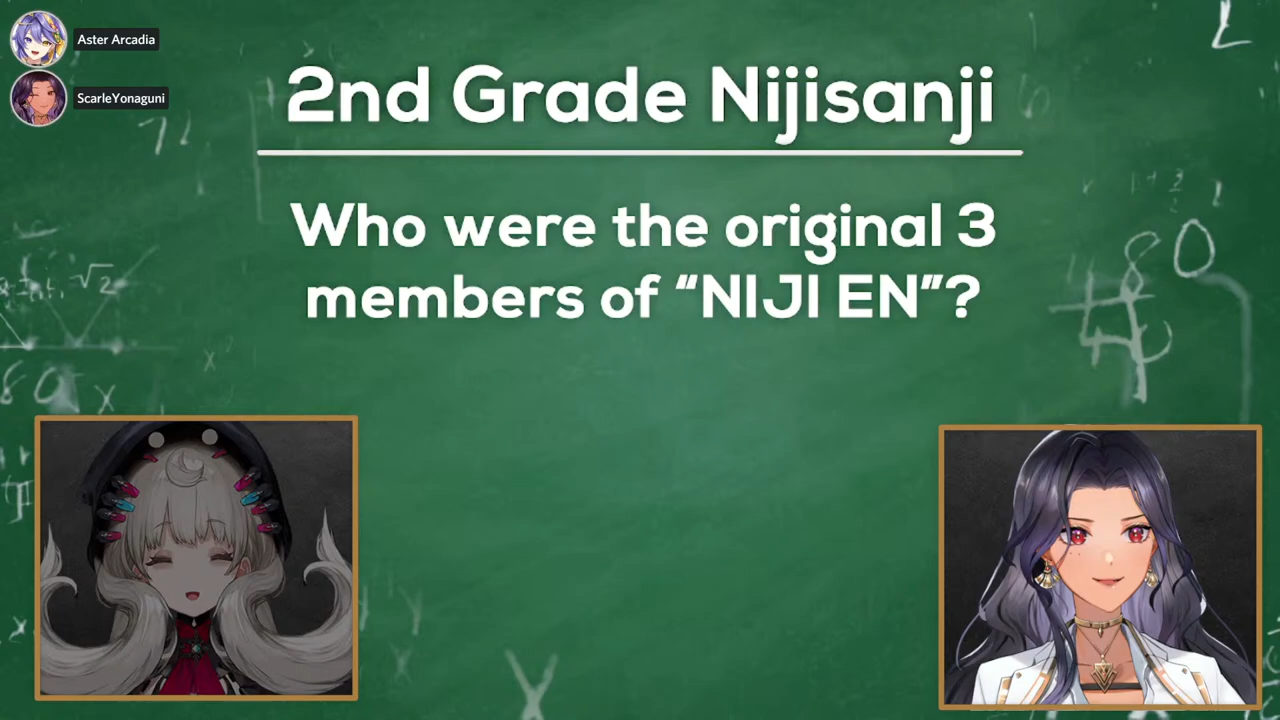 Aster Arcadia
ScarleYonaguni
2nd Grade Nijisanji
Who were the original 3
members of “NIJI EN”?